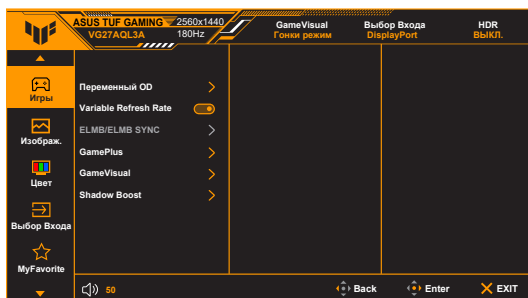 ASUS TUF GAMING 2560x1440
VG27AQL3A 180Hz
GameVisual
Гонки режим
Выбор Входа
DisplayPort
HDR
ВЫКЛ.
Игры
Изображ.
Цвет
Выбор Входа
MyFavorite
Переменный OD
Variable Refresh Rate
ELMB/ELMB SYNC
GamePlus
GameVisual
Shadow Boost
50
Back
Enter
EXIT